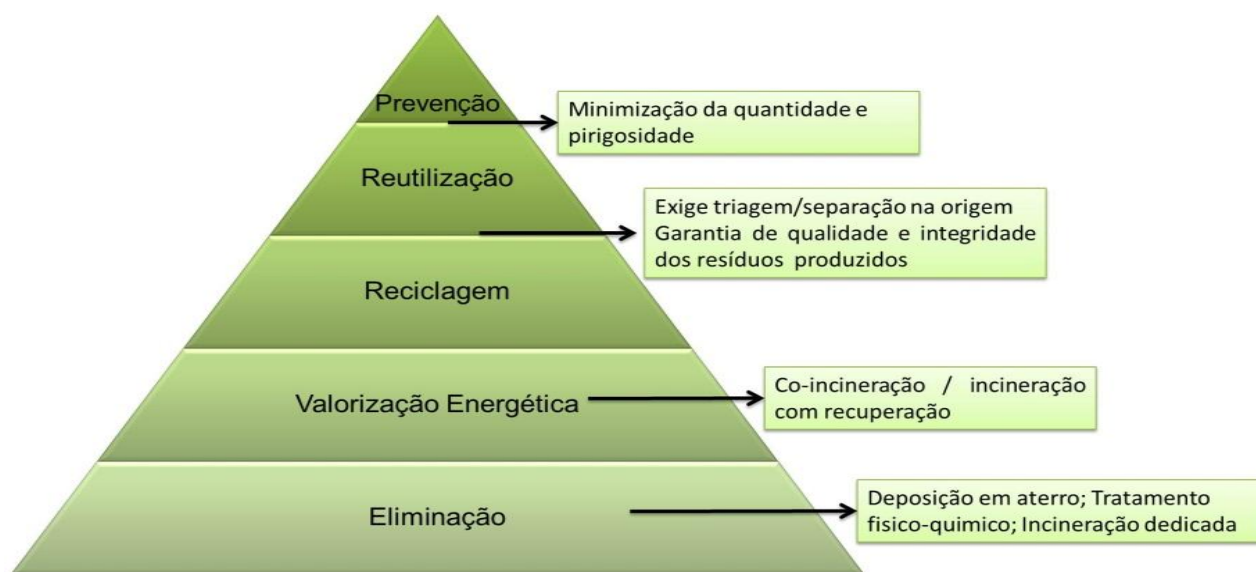 Prevenção
Minimização da quantidade e
pirigosidade
Reutilização
Exige triagem/separação na origem
Garantia de qualidade e integridade
dos resíduos produzidos
Reciclagem
Valorização Energética
Co-incineração / incineração
com recuperação
Eliminação
Deposição em aterro; Tratamento
fisico-quimico; Incineração dedicada